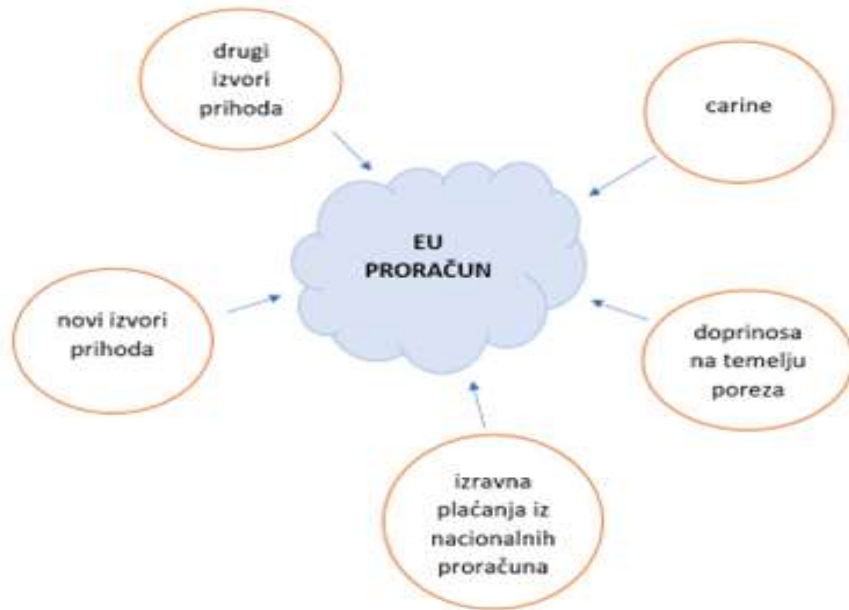 drugi
izvori
prihoda
carine
EU
PRORAČUN
novi izvori
prihoda
doprinosa
na temelju
poreza
izravna
plaćanja iz
nacionalnih
proračuna